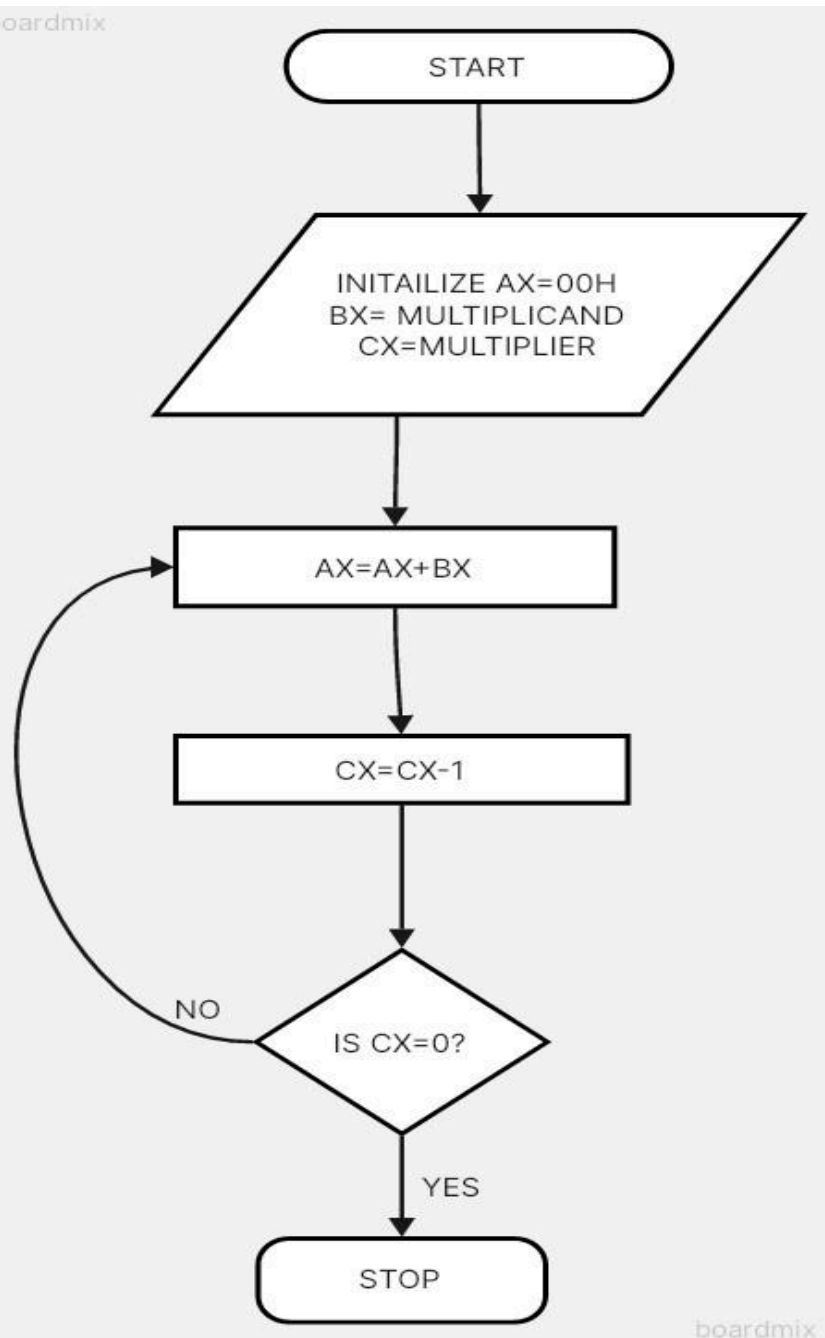 oardmix
START
INITAILIZE AX=00H
BX= MULTIPLICAND
CX=MULTIPLIER
AX=AX+BX
CX=CX-1
NO
IS CX=0?
YES
STOP
boardmix